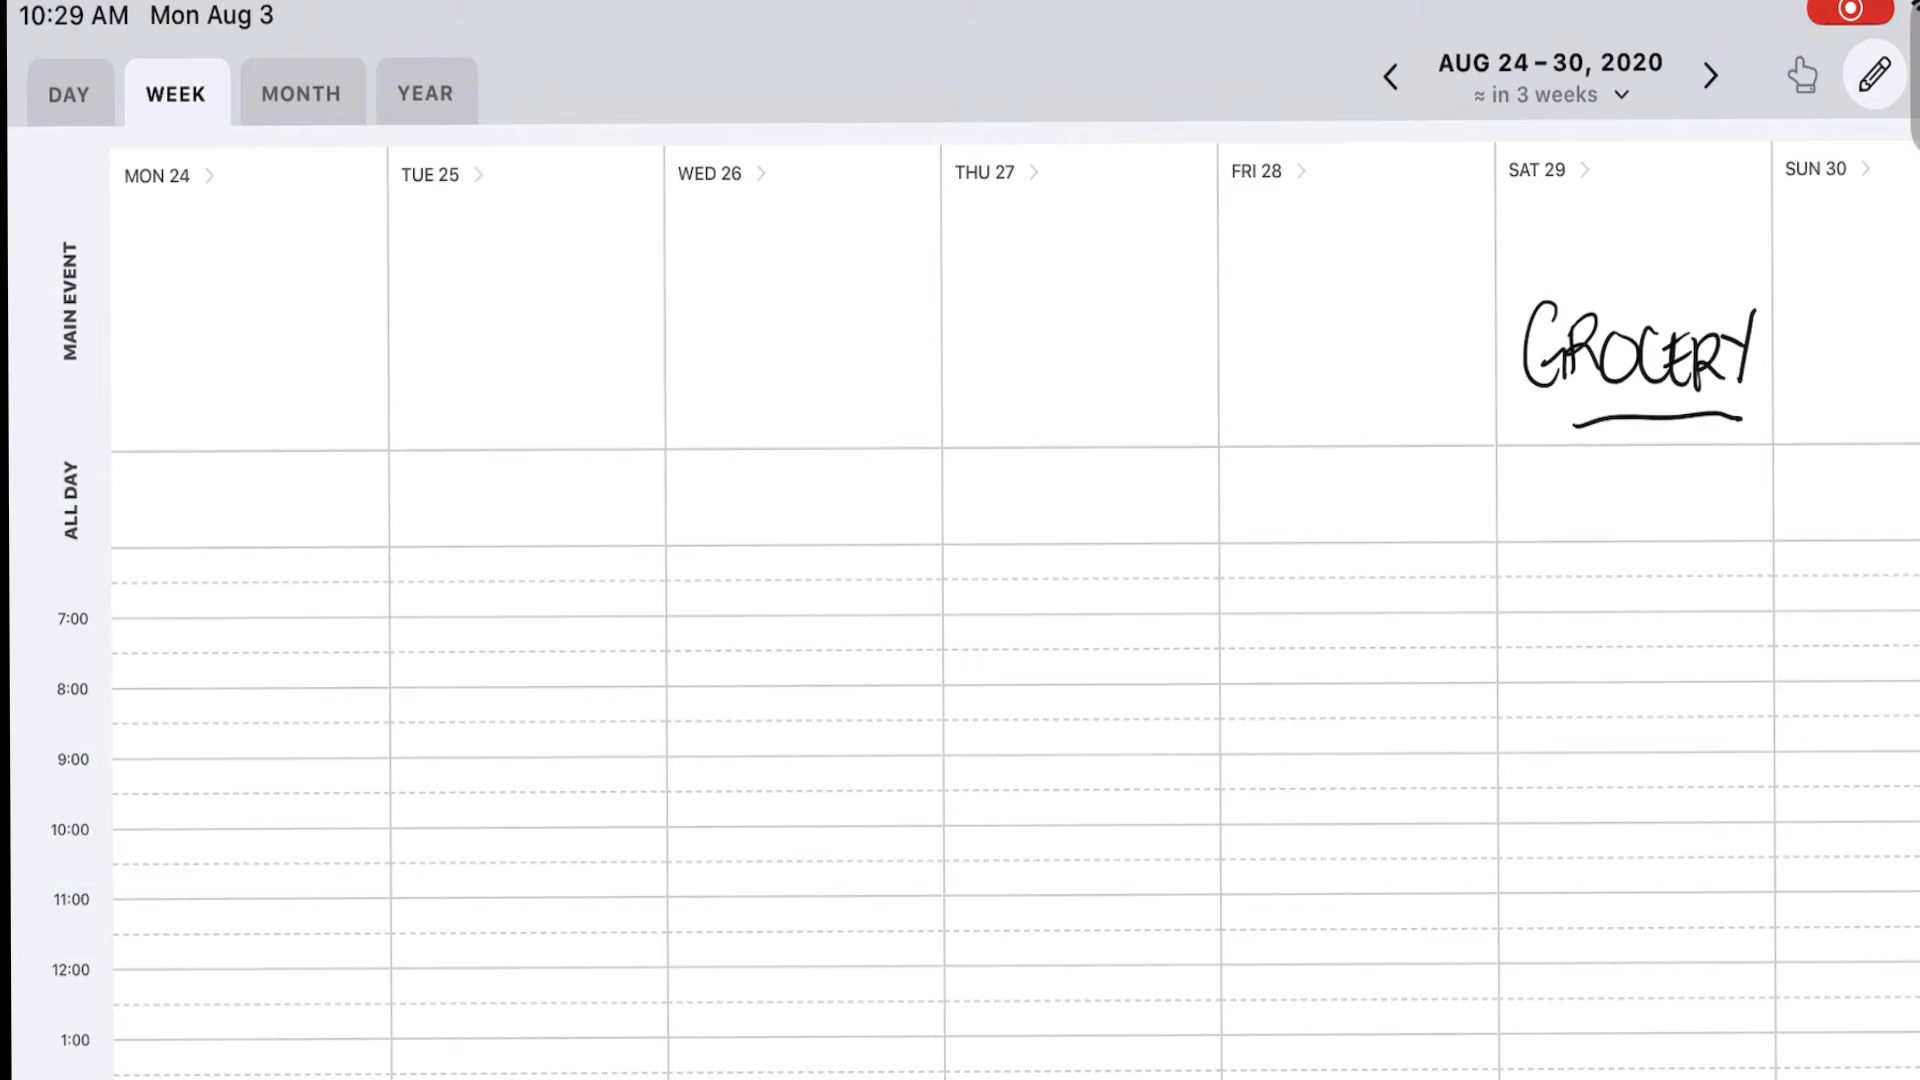 10:29 AM Mon Aug 3
DAY WEEK MONTH YEAR
AUG 24 – 30, 2020
≈ in 3 weeks
MON 24 TUE 25 WED 26 THU 27 FRI 28 SAT 29 SUN 30
MAIN EVENT
GROCERY
ALL DAY
7:00
8:00
9:00
10:00
11:00
12:00
1:00